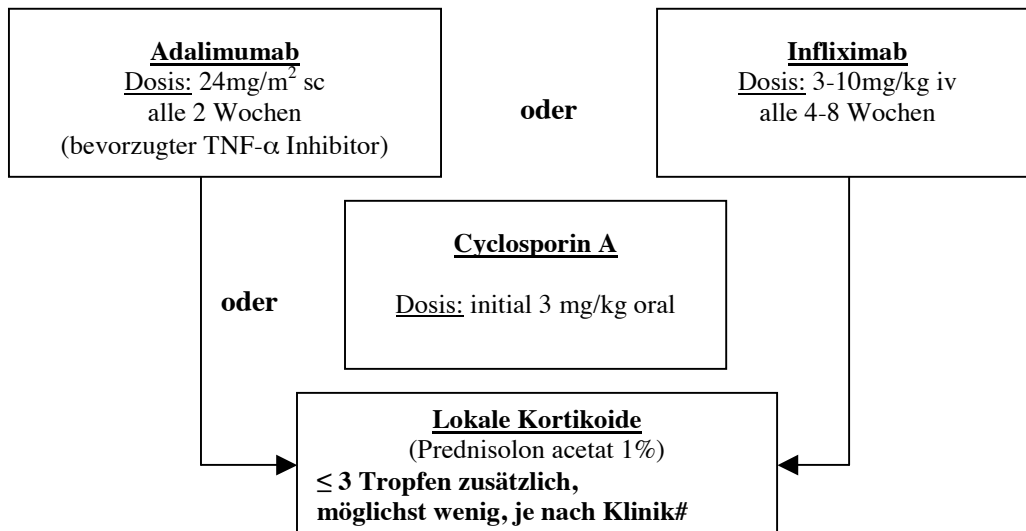 Adalimumab
Dosis: 24mg/m² sc
alle 2 Wochen
(bevorzugter TNF-α Inhibitor)
oder
Infliximab
Dosis: 3-10mg/kg iv
alle 4-8 Wochen
oder
Cyclosporin A
Dosis: initial 3 mg/kg oral
Lokale Kortikoide
(Prednisolon acetat 1%)
≤ 3 Tropfen zusätzlich,
möglichst wenig, je nach Klinik#